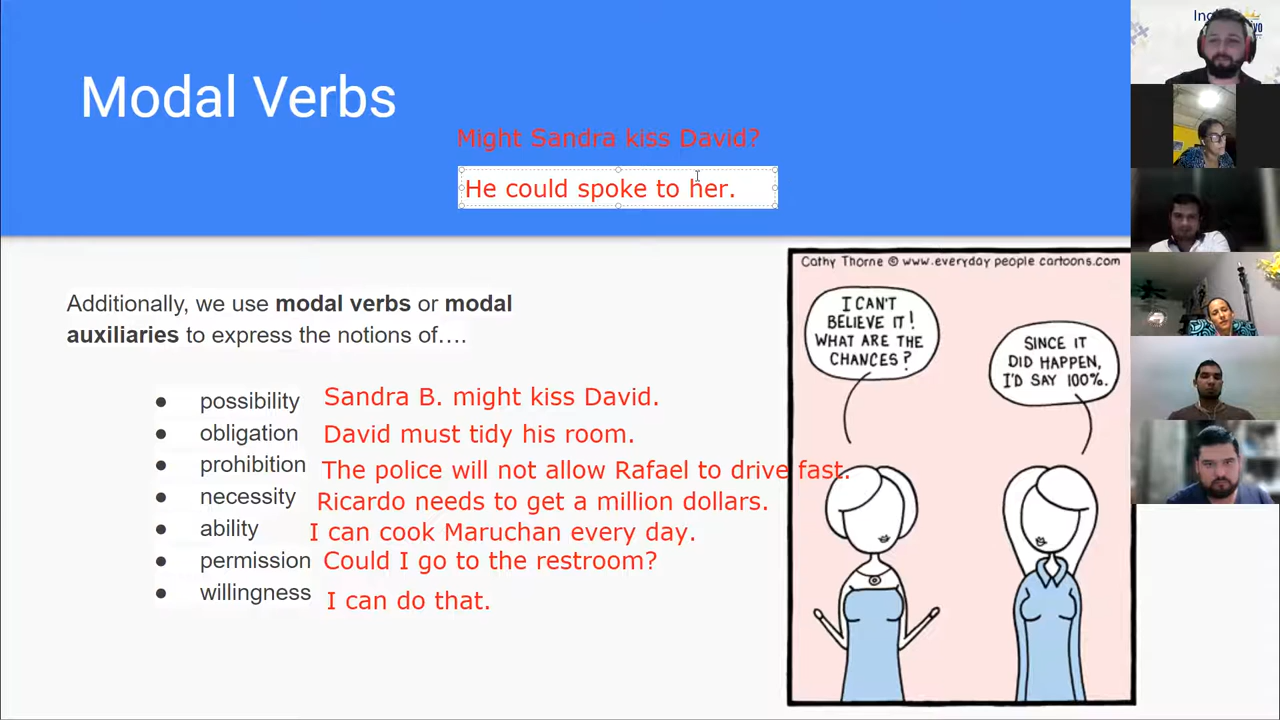 Modal Verbs
Might Sandra kiss David?
He could spoke to her.
Additionally, we use modal verbs or modal
auxiliaries to express the notions of….
● possibility Sandra B. might kiss David.
● obligation David must tidy his room.
● prohibition The police will not allow Rafael to drive fast.
● necessity Ricardo needs to get a million dollars.
● ability I can cook Maruchan every day.
● permission Could I go to the restroom?
● willingness I can do that.
Cathy Thorne © www.everyday people cartoons.com
I CAN'T
BELIEVE IT!
WHAT ARE THE
CHANCES?
SINCE IT
DID HAPPEN,
I'D SAY 100%.